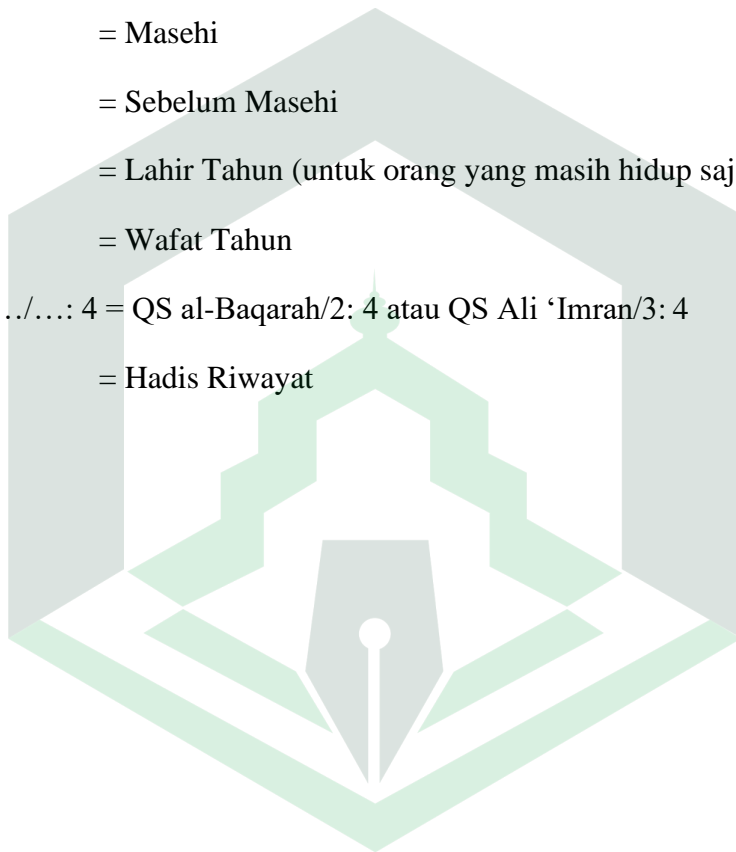 = Masehi
= Sebelum Masehi
= Lahir Tahun (untuk orang yang masih hidup saj
= Wafat Tahun
../…: 4 = QS al-Baqarah/2: 4 atau QS Ali ‘Imran/3: 4
= Hadis Riwayat